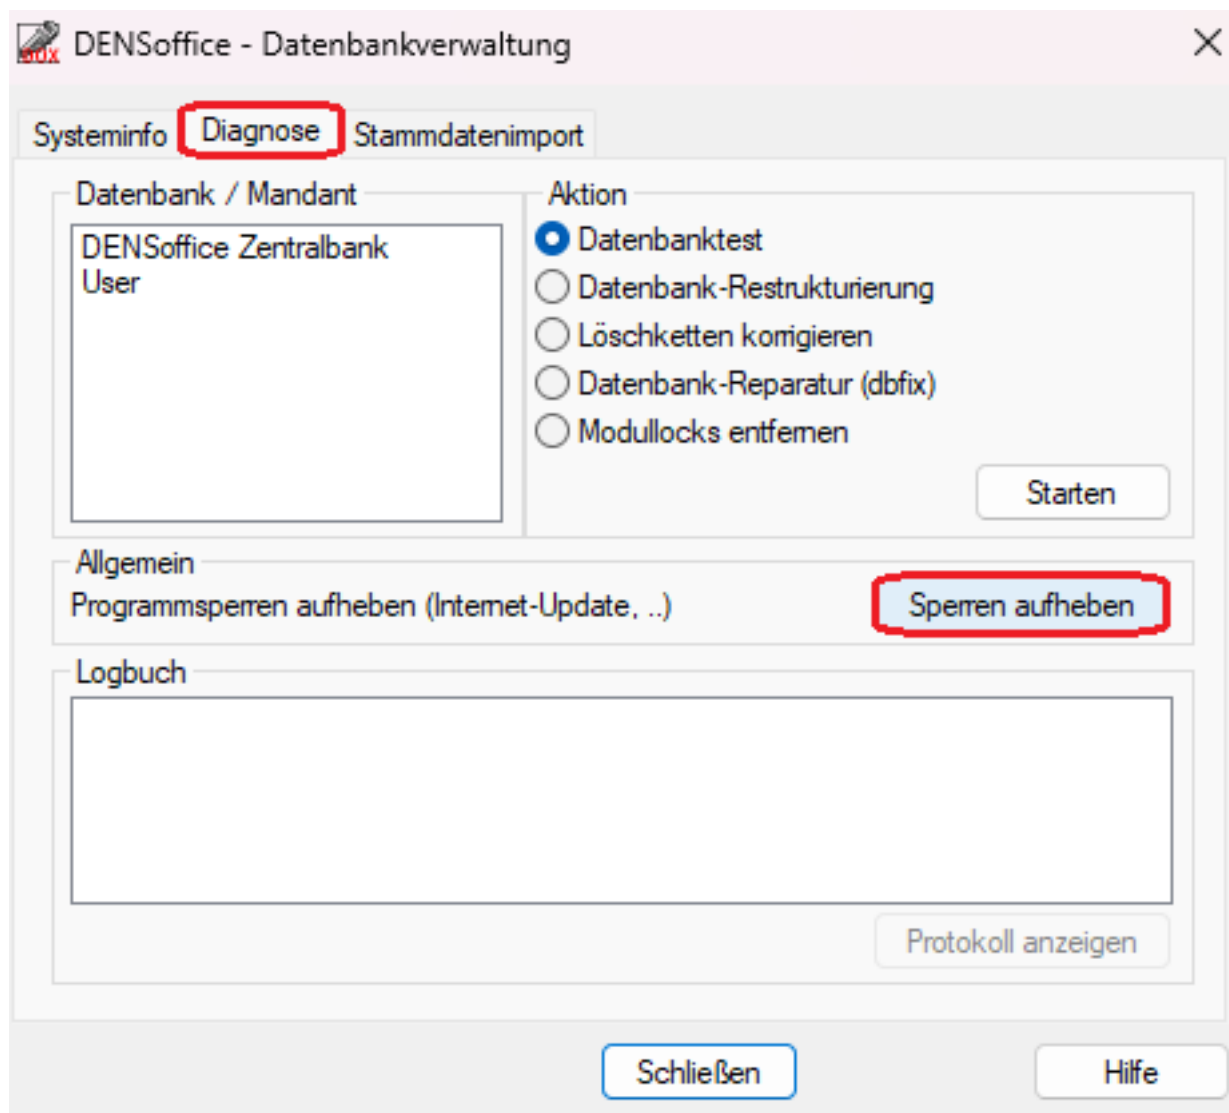 DENSoffice - Datenbankverwaltung
Systeminfo Diagnose Stammdatenimport
Datenbank / Mandant
DENSoffice Zentralbank
User
Aktion
Datenbanktest
Datenbank-Restrukturierung
Löschketten korrigieren
Datenbank-Reparatur (dbfix)
Modullocks entfernen
Starten
Allgemein
Programmsperren aufheben (Internet-Update, ..)
Sperren aufheben
Logbuch
Protokoll anzeigen
Schließen
Hilfe